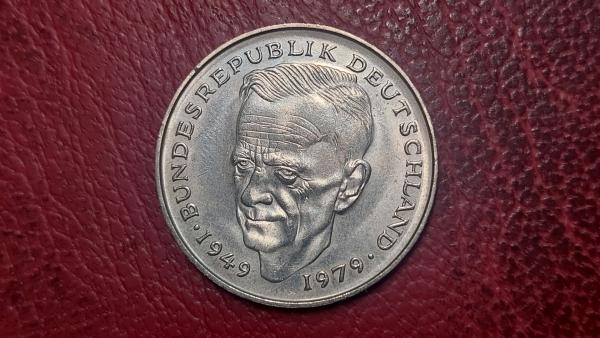 · BUNDESREPUBLIK DEUTSCHLAND ·
1949 1979